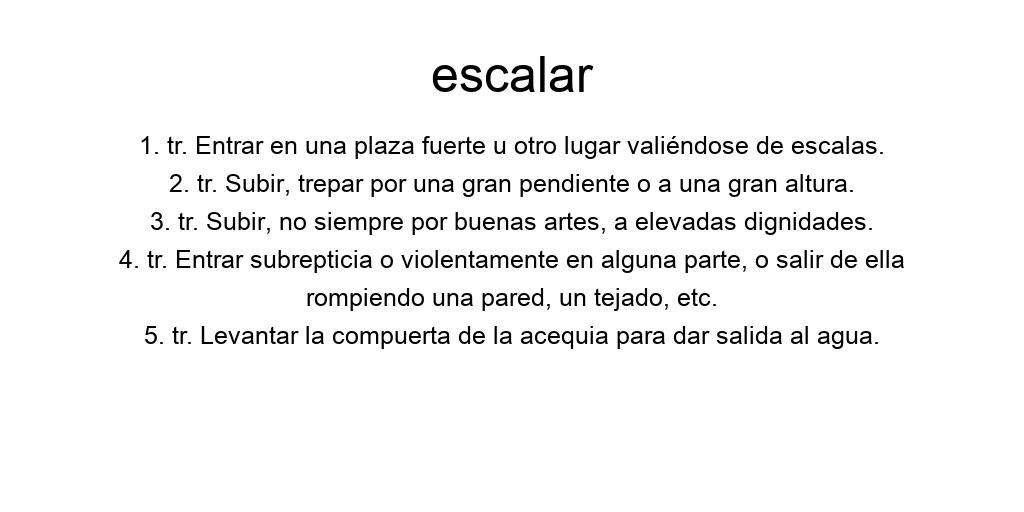 escalar
1. tr. Entrar en una plaza fuerte u otro lugar valiéndose de escalas.
2. tr. Subir, trepar por una gran pendiente o a una gran altura.
3. tr. Subir, no siempre por buenas artes, a elevadas dignidades.
4. tr. Entrar subrepticia o violentamente en alguna parte, o salir de ella
rompiendo una pared, un tejado, etc.
5. tr. Levantar la compuerta de la acequia para dar salida al agua.